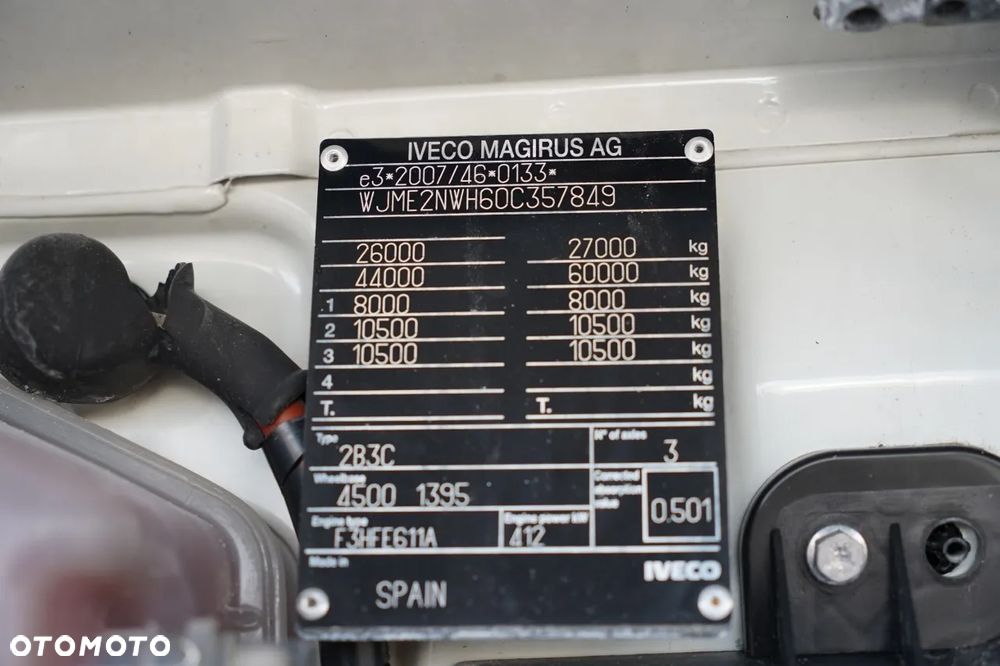 IVECO MAGIRUS AG
e3*2007/46*0133*
WJME2NWH60C357849
26000 27000 kg
44000 60000 kg
1 8000 8000 kg
2 10500 10500 kg
3 10500 10500 kg
4 kg
T. T. kg
Type N° of axles
2B3C 3
Wheelbase Corrected absorption value
4500 1395 0.501
Engine type Engine power kW
F3HFE611A 412
Made in IVECO
SPAIN
OTOMOTO